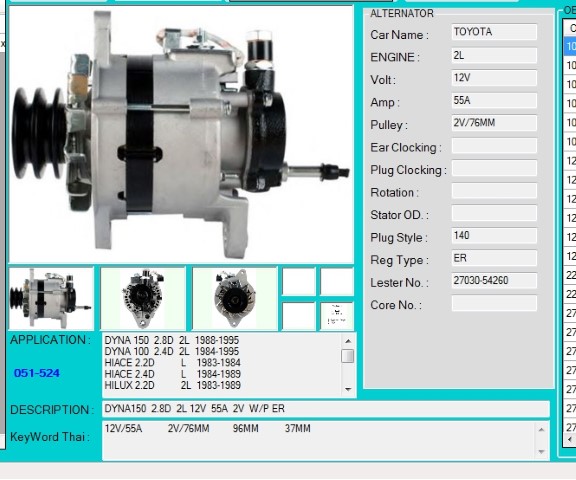 ALTERNATOR
Car Name : TOYOTA
ENGINE : 2L
Volt : 12V
Amp : 55A
Pulley : 2V/76MM
Ear Clocking :
Plug Clocking :
Rotation :
Stator OD. :
Plug Style : 140
Reg Type : ER
Lester No. : 27030-54260
Core No. :
APPLICATION :
051-524
DYNA 150 2.8D 2L 1988-1995
DYNA 100 2.4D 2L 1984-1995
HIACE 2.2D L 1983-1984
HIACE 2.4D L 1984-1989
HILUX 2.2D 2L 1983-1989
DESCRIPTION : DYNA150 2.8D 2L 12V 55A 2V W/P ER
KeyWord Thai : 12V/55A 2V/76MM 96MM 37MM
OE
10
10
10
10
10
10
12
12
12
12
12
12
22
22
27
27
27
27
27
27